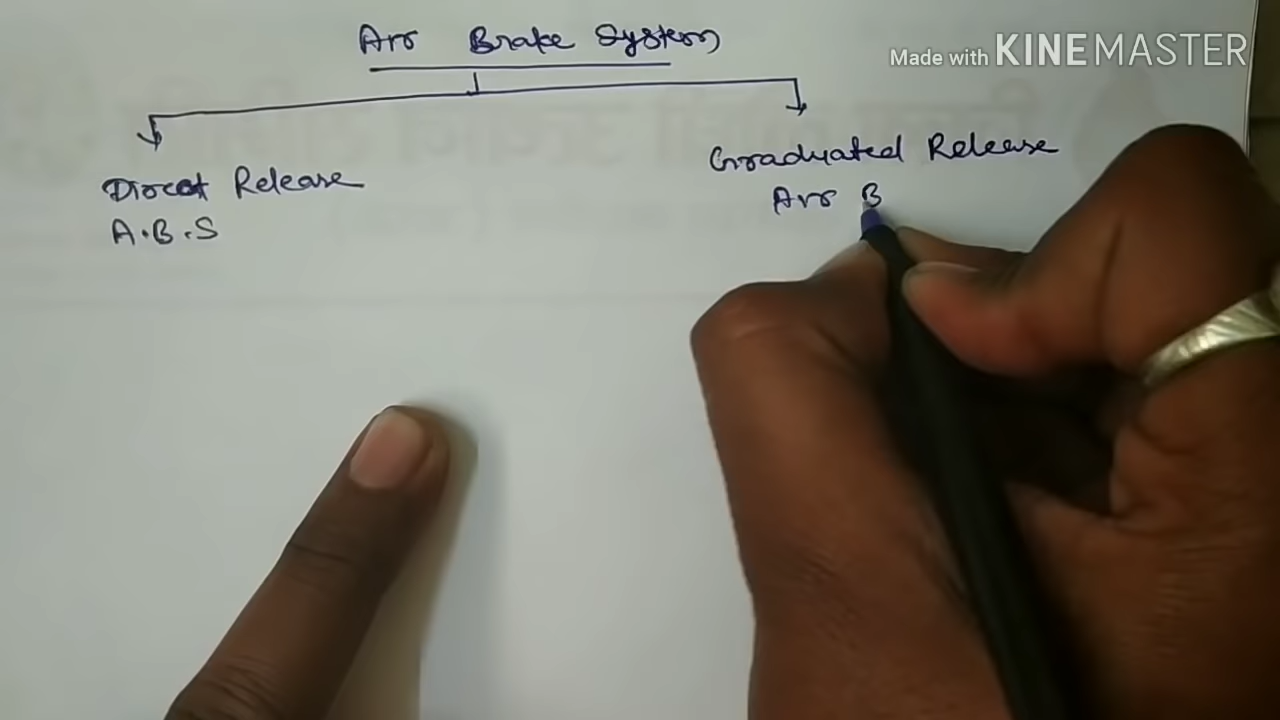 Air Brake System
Made with KINEMASTER
Direct Release
A.B.S
Graduated Release
Air B